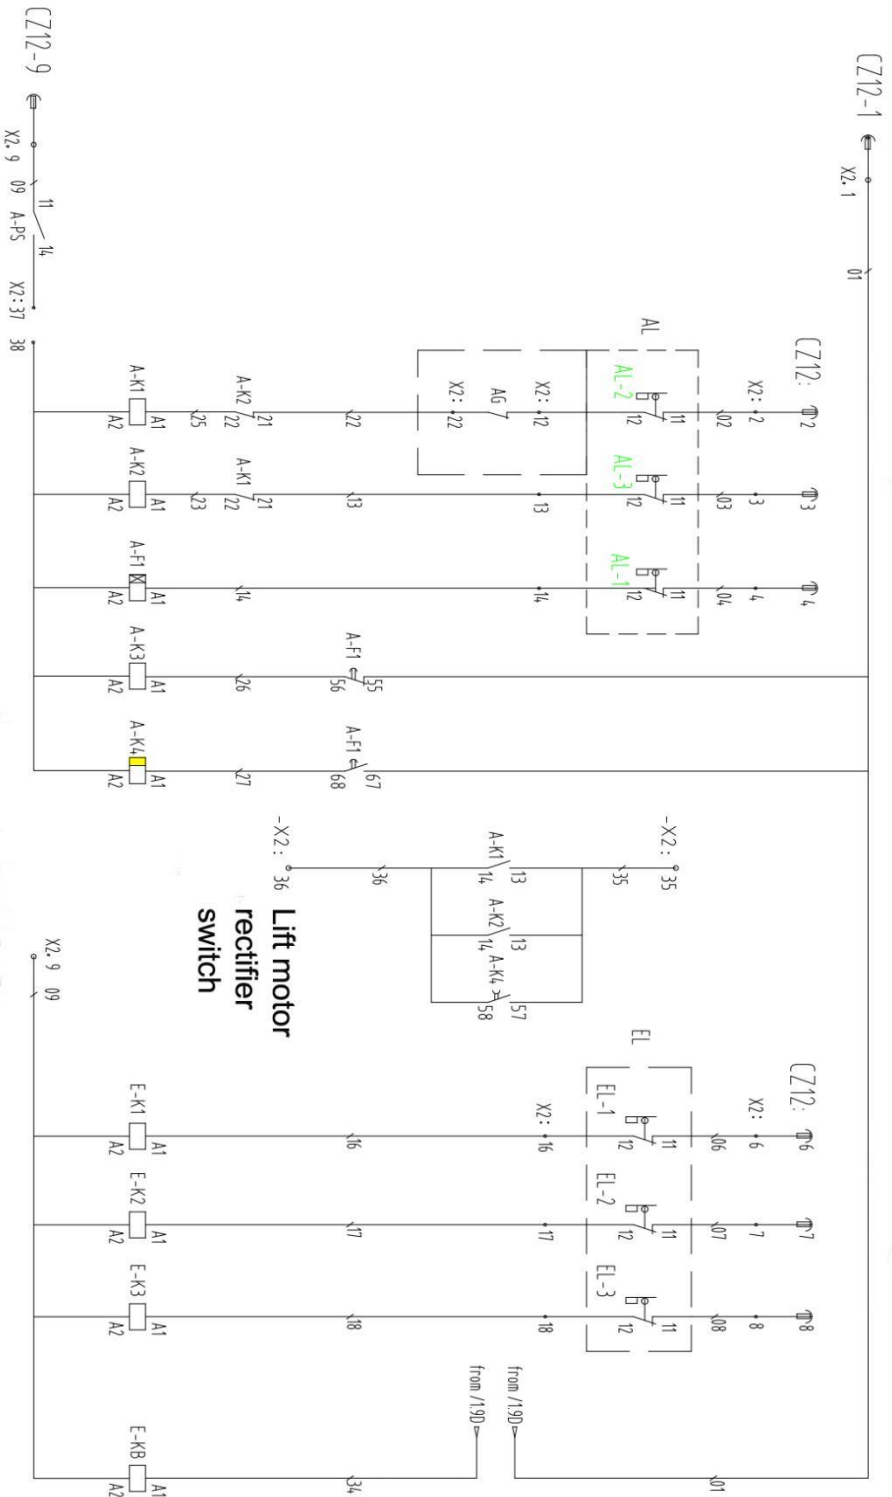 CZ12-9
X2. 9
09
11
A-PS
14
X2:37
38
CZ12-1
X2. 1
01
AL
CZ12:
A-K1
A2
A1
25
A-K2
22
21
22
X2:
22
AG
X2:
12
AL-2
12
11
02
X2:
2
2
A-K2
A2
A1
23
A-K1
22
21
13
13
AL-3
12
11
03
3
3
A-F1
A2
A1
14
14
AL-1
12
11
04
4
4
A-K3
A2
A1
26
A-F1
56
55
A-K4
A2
A1
27
A-F1
68
67
-X2:
36
36
A-K1
14
13
35
-X2:
35
A-K2
14
13
A-K4
58
57
Lift motor
rectifier
switch
X2. 9
09
EL
CZ12:
E-K1
A2
A1
16
X2:
16
EL-1
12
11
06
X2:
6
6
E-K2
A2
A1
17
17
EL-2
12
11
07
7
7
E-K3
A2
A1
18
18
EL-3
12
11
08
8
8
E-KB
A2
A1
34
from /1.9D
from /1.9D
01